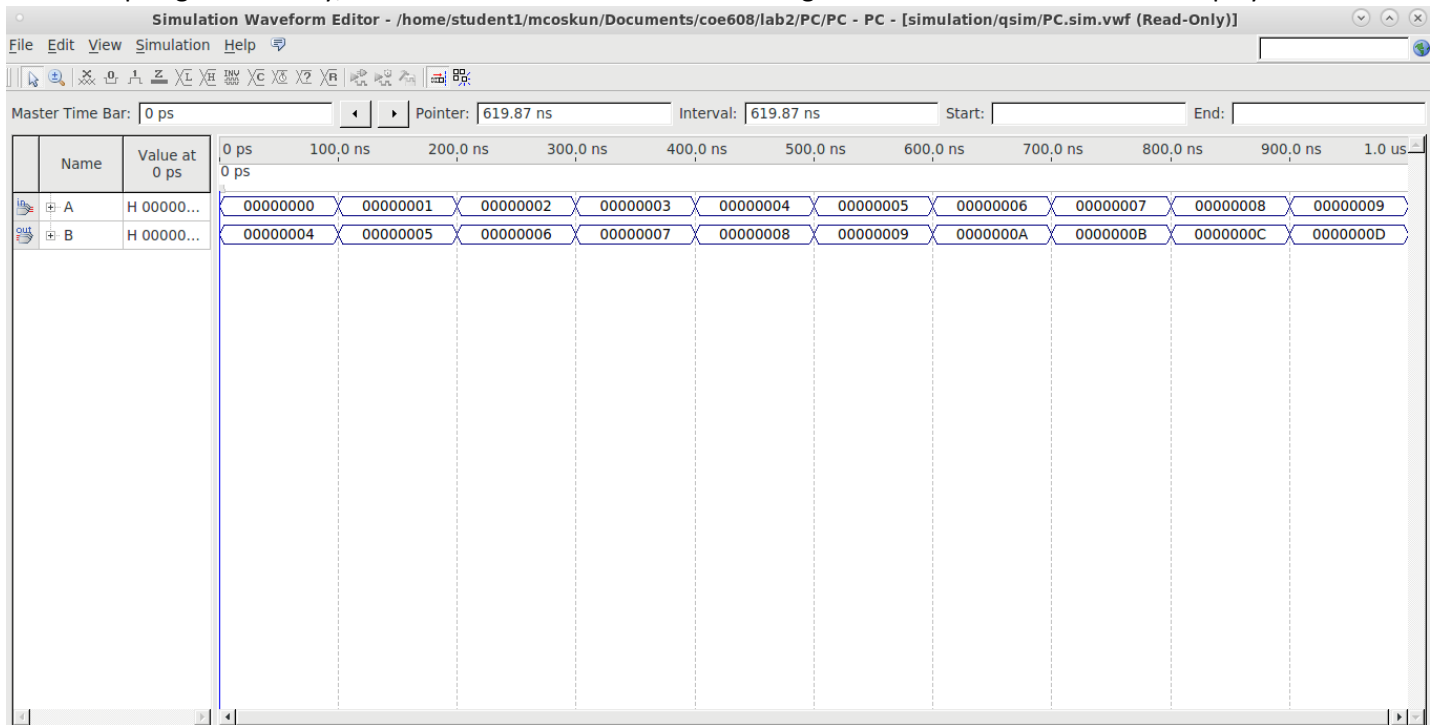 Simulation Waveform Editor - /home/student1/mcoskun/Documents/coe608/lab2/PC/PC - PC - [simulation/qsim/PC.sim.vwf (Read-Only)]
File Edit View Simulation Help
Master Time Bar: 0 ps Pointer: 619.87 ns Interval: 619.87 ns Start: End:
Name Value at 0 ps 0 ps 100.0 ns 200.0 ns 300.0 ns 400.0 ns 500.0 ns 600.0 ns 700.0 ns 800.0 ns 900.0 ns 1.0 us
0 ps
in A H 00000... 00000000 00000001 00000002 00000003 00000004 00000005 00000006 00000007 00000008 00000009
out B H 00000... 00000004 00000005 00000006 00000007 00000008 00000009 0000000A 0000000B 0000000C 0000000D